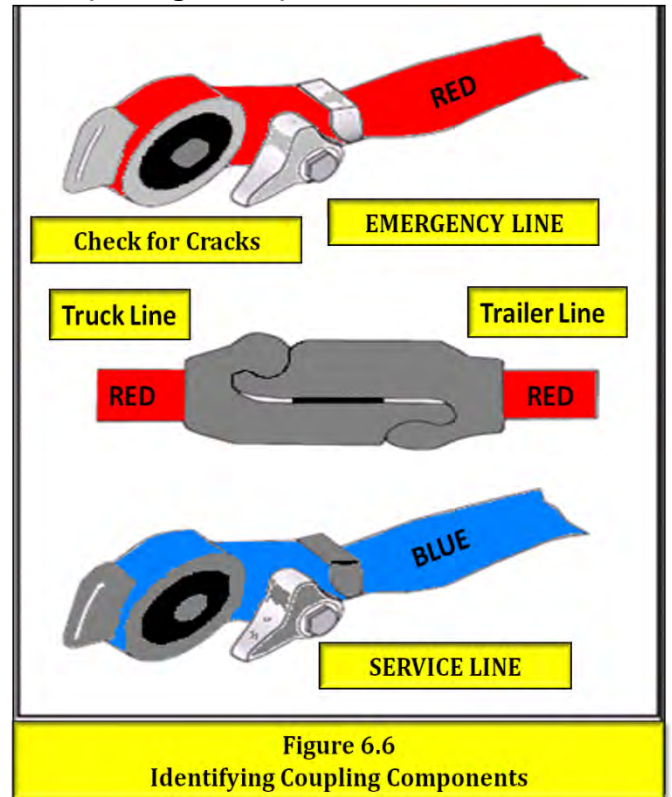 RED
Check for Cracks
EMERGENCY LINE
Truck Line
Trailer Line
RED
RED
BLUE
SERVICE LINE
Figure 6.6
Identifying Coupling Components